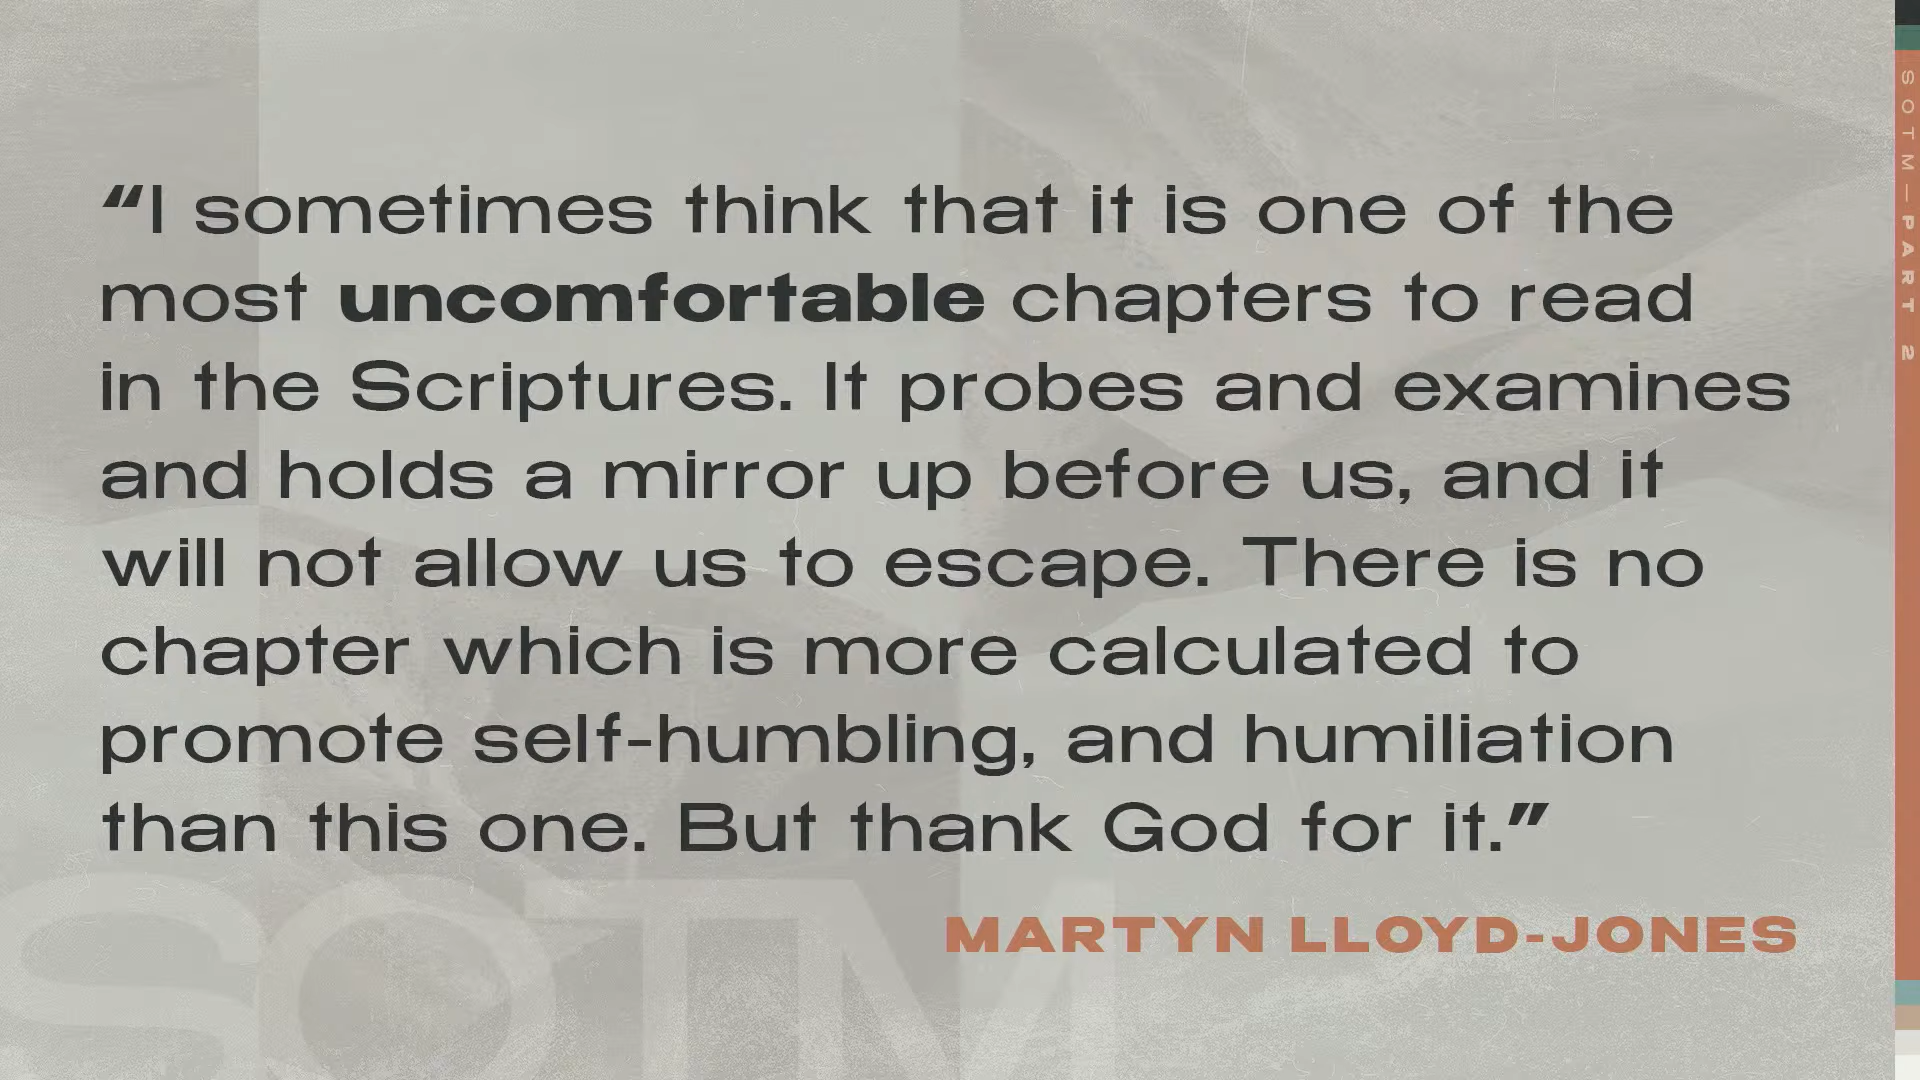 “I sometimes think that it is one of the
most uncomfortable chapters to read
in the Scriptures. It probes and examines
and holds a mirror up before us, and it
will not allow us to escape. There is no
chapter which is more calculated to
promote self-humbling, and humiliation
than this one. But thank God for it.”
MARTYN LLOYD-JONES
SOTM
SOTM—PART 2